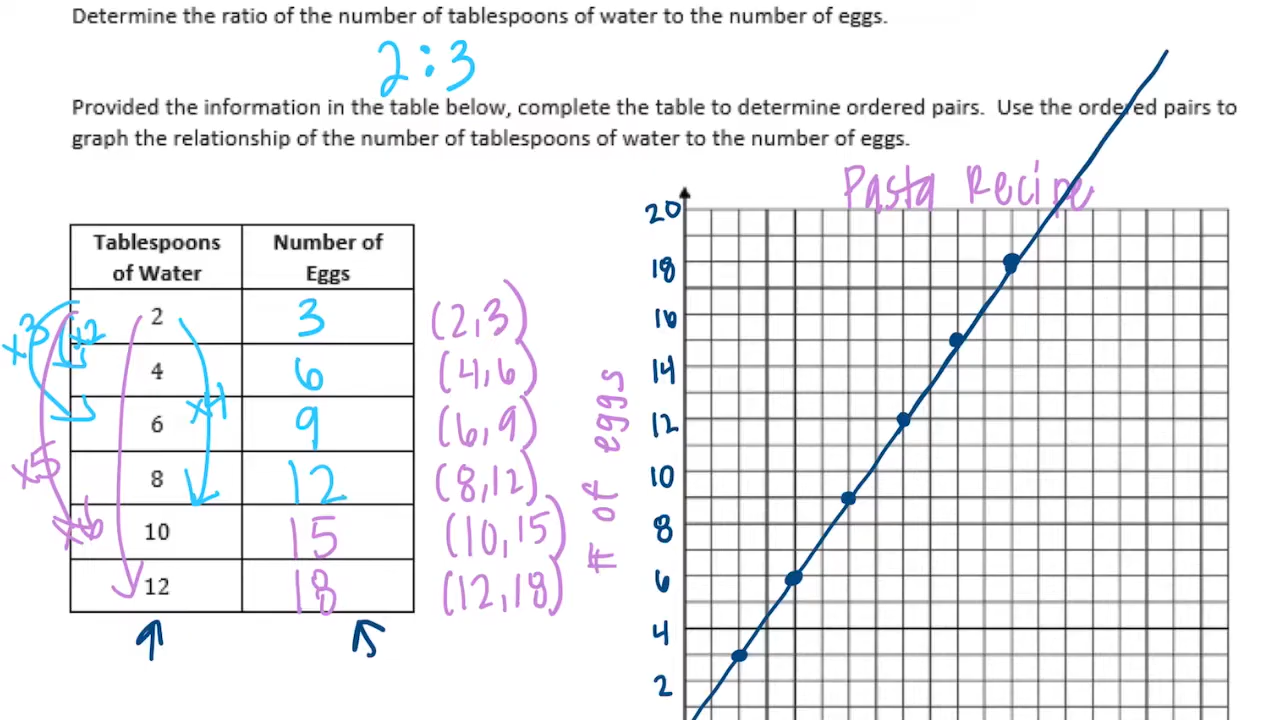 Determine the ratio of the number of tablespoons of water to the number of eggs.
2:3
Provided the information in the table below, complete the table to determine ordered pairs. Use the ordered pairs to
graph the relationship of the number of tablespoons of water to the number of eggs.
Pasta Recipe
Tablespoons of Water
Number of Eggs
2 3 (2,3)
4 6 (4,6)
6 9 (6,9)
8 12 (8,12)
10 15 (10,15)
12 18 (12,18)
x3
x2
x4
x5
x6
# of eggs
20
18
16
14
12
10
8
6
4
2